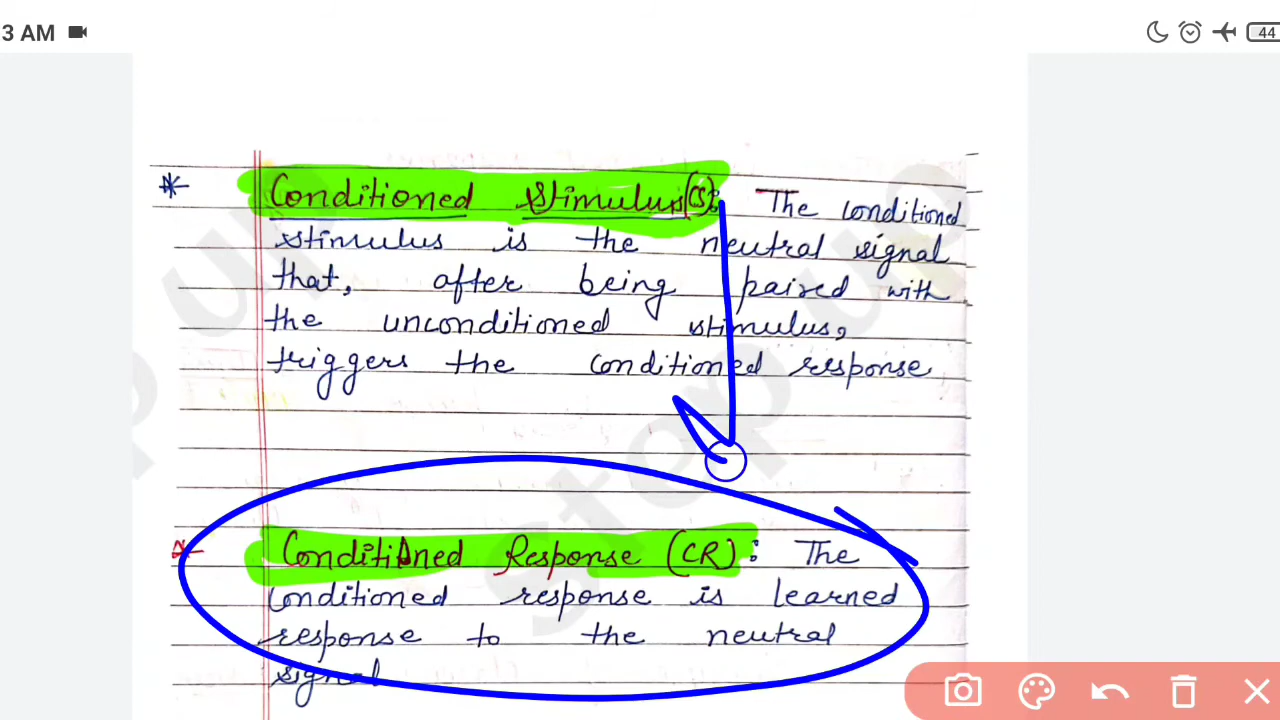 3 AM
44
Conditioned Stimulus (CS): The conditioned
stimulus is the neutral signal
that, after being paired with
the unconditioned stimulus,
triggers the conditioned response
Conditioned Response (CR): The
conditioned response is learned
response to the neutral
signal
step up